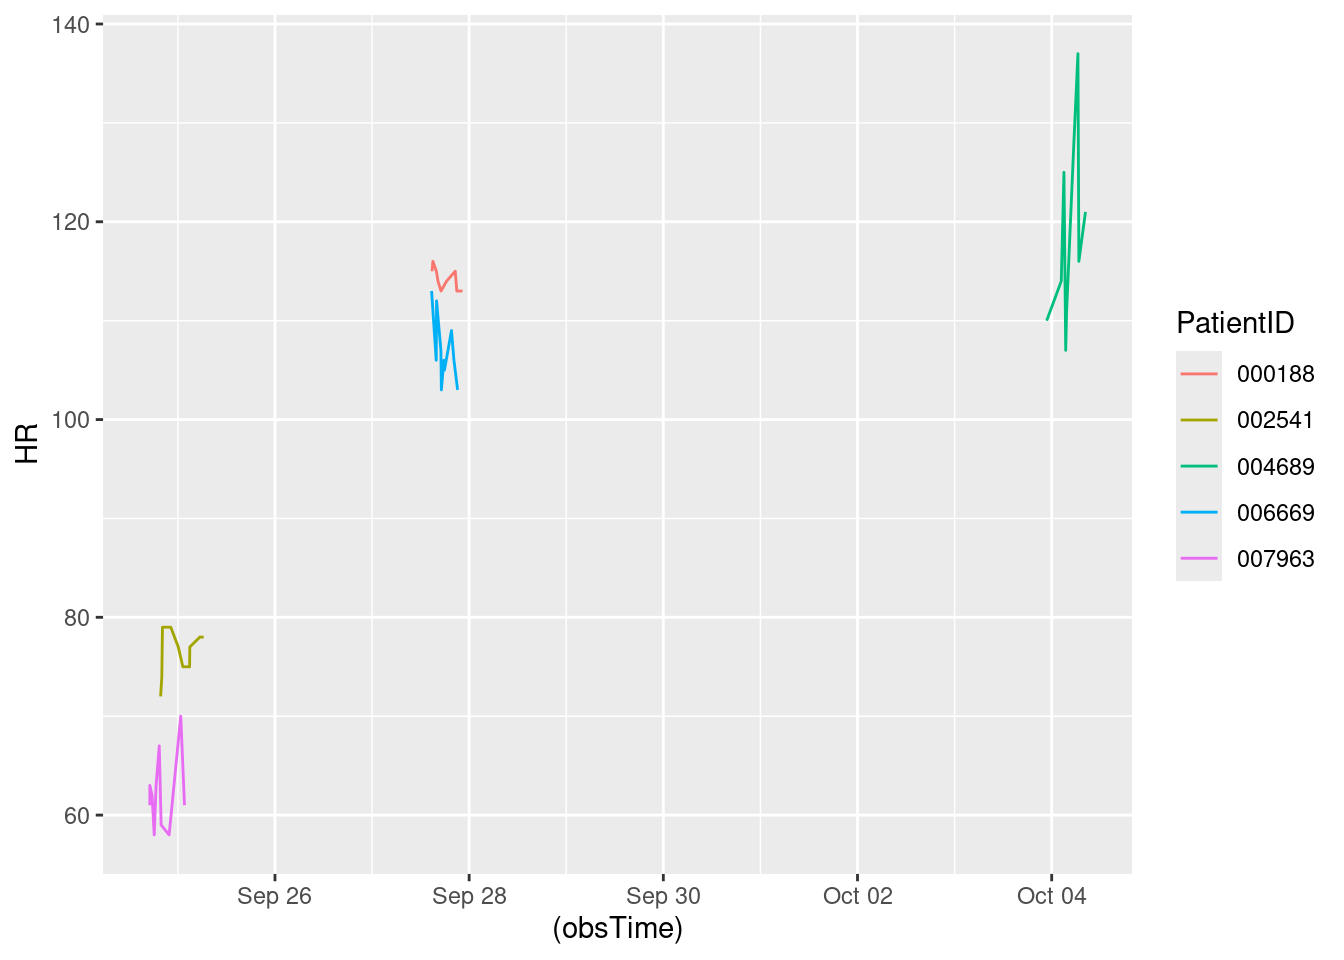 140
120
100
80
60
HR
Sep 26
Sep 28
Sep 30
Oct 02
Oct 04
(obsTime)
PatientID
000188
002541
004689
006669
007963